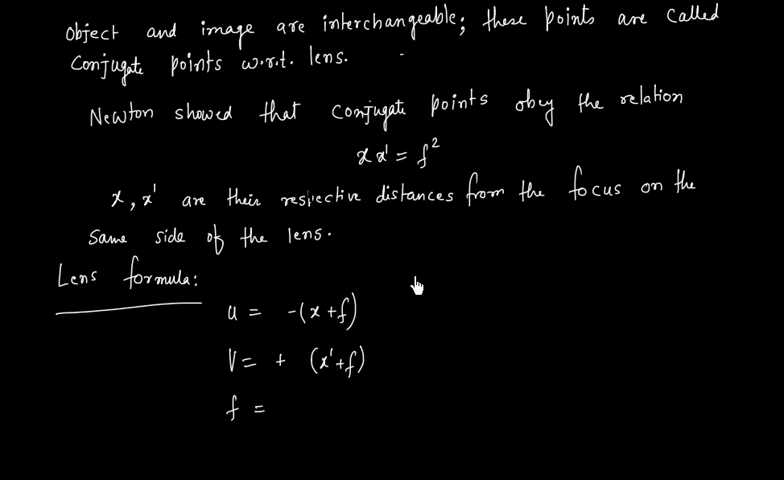 Object and image are interchangeable; these points are called
Conjugate points w.r.t. lens.
Newton showed that conjugate points obey the relation
x x' = f²
x, x' are their respective distances from the focus on the
same side of the lens.
Lens formula:
u = -(x + f)
V = + (x' + f)
f =